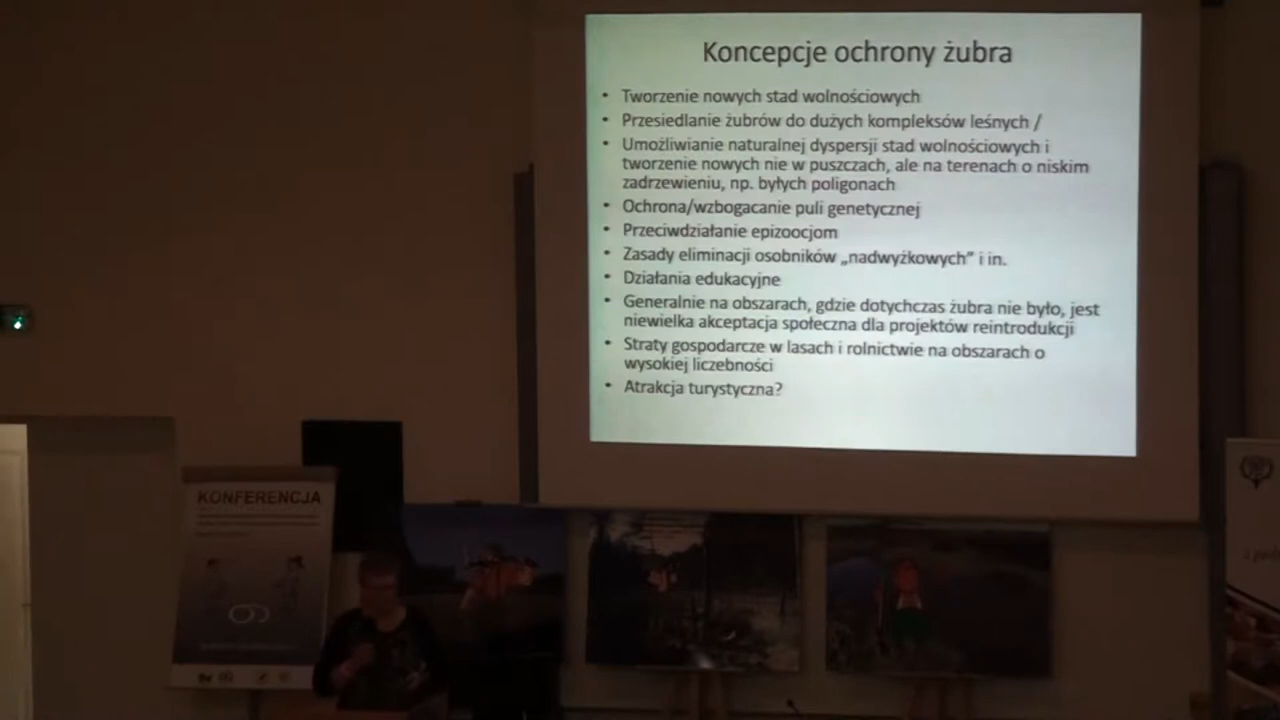 Koncepcje ochrony żubra
• Tworzenie nowych stad wolnościowych
• Przesiedlanie żubrów do dużych kompleksów leśnych /
• Umożliwianie naturalnej dyspersji stad wolnościowych i
tworzenie nowych nie w puszczach, ale na terenach o niskim
zadrzewieniu, np. byłych poligonach
• Ochrona/wzbogacanie puli genetycznej
• Przeciwdziałanie epizoocjom
• Zasady eliminacji osobników „nadwyżkowych” i in.
• Działania edukacyjne
• Generalnie na obszarach, gdzie dotychczas żubra nie było, jest
niewielka akceptacja społeczna dla projektów reintrodukcji
• Straty gospodarcze w lasach i rolnictwie na obszarach o
wysokiej liczebności
• Atrakcja turystyczna?
KONFERENCJA